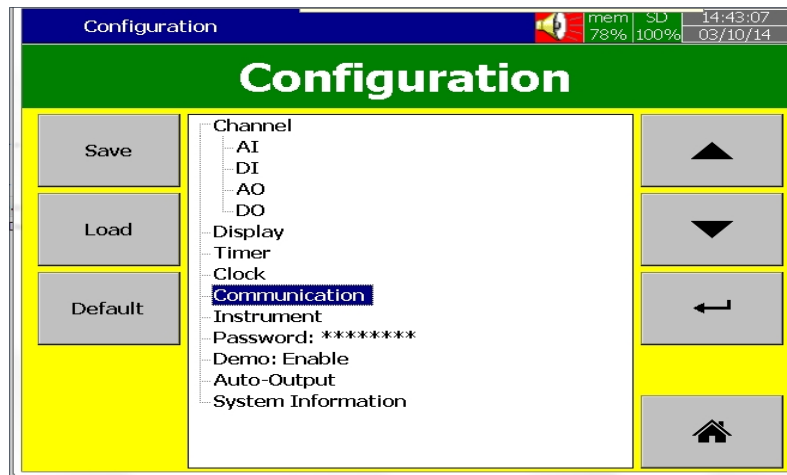 Configuration
mem 78%
SD 100%
14:43:07
03/10/14
Configuration
Save
Load
Default
Channel
AI
DI
AO
DO
Display
Timer
Clock
Communication
Instrument
Password: ********
Demo: Enable
Auto-Output
System Information